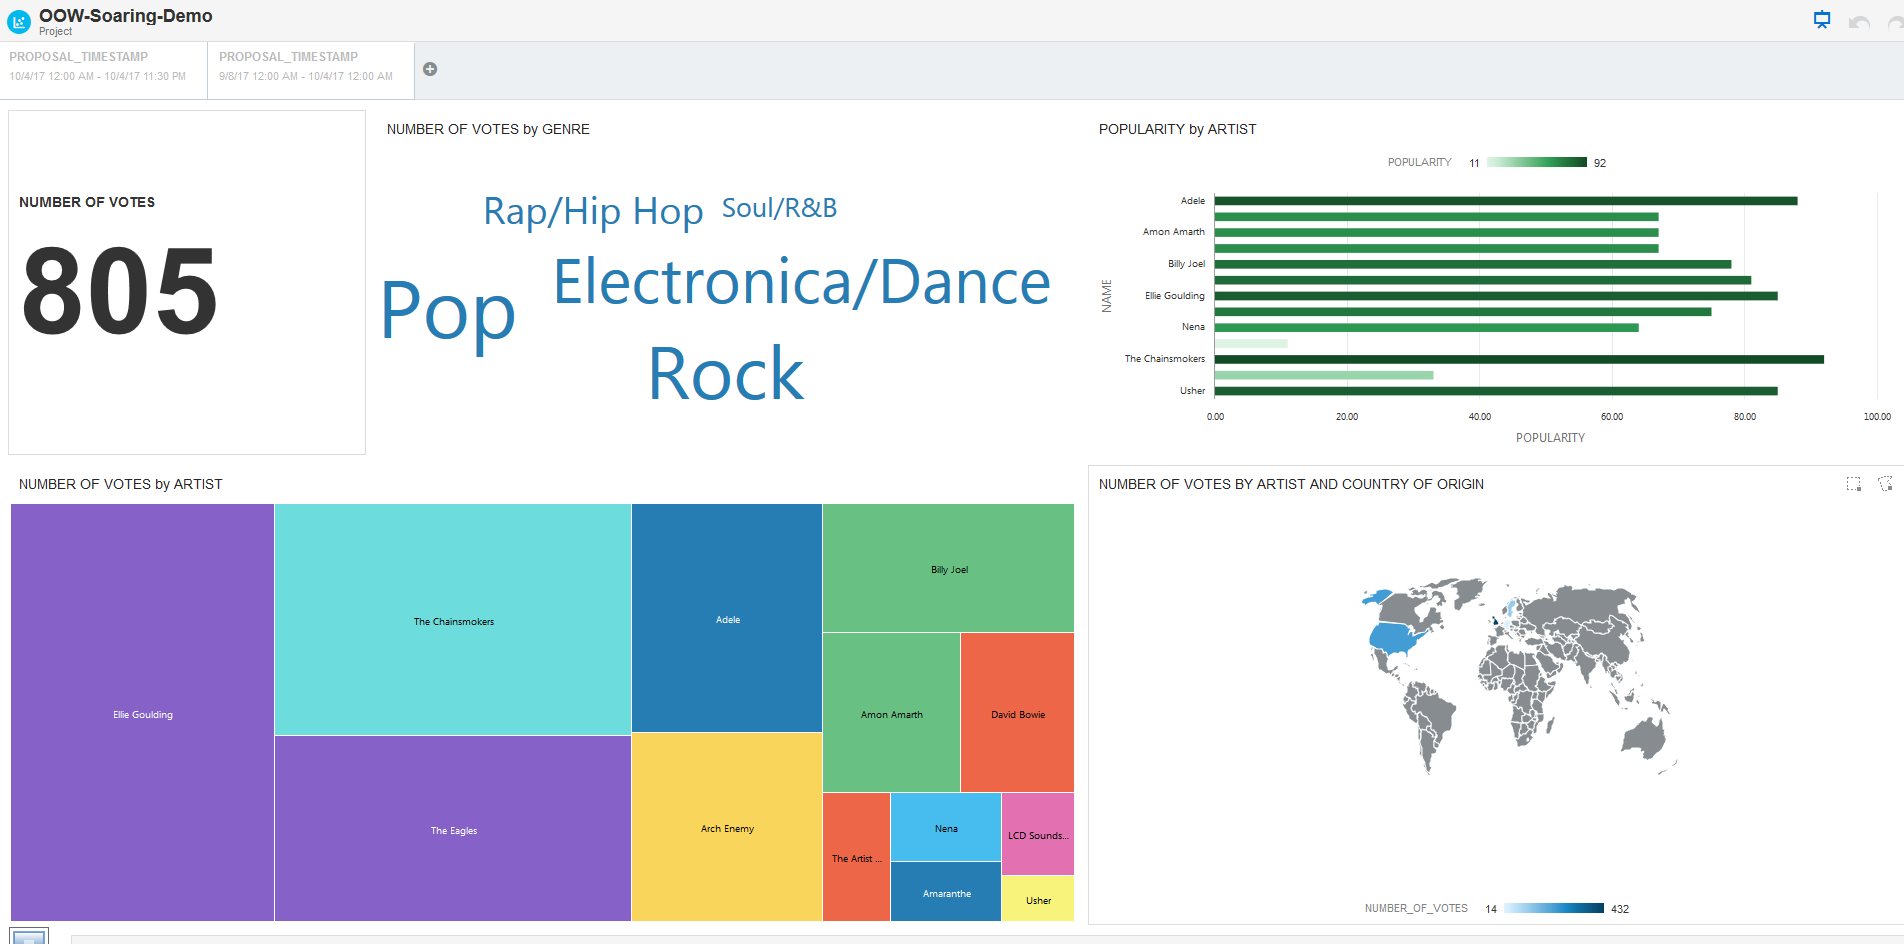 OOW-Soaring-Demo
Project
PROPOSAL_TIMESTAMP
10/4/17 12:00 AM - 10/4/17 11:30 PM
PROPOSAL_TIMESTAMP
9/8/17 12:00 AM - 10/4/17 12:00 AM
NUMBER OF VOTES
805
NUMBER OF VOTES by GENRE
Rap/Hip Hop
Soul/R&B
Electronica/Dance
Pop
Rock
POPULARITY by ARTIST
POPULARITY 11 92
NAME
Adele
Amon Amarth
Billy Joel
Ellie Goulding
Nena
The Chainsmokers
Usher
0.00 20.00 40.00 60.00 80.00 100.00
POPULARITY
NUMBER OF VOTES by ARTIST
Ellie Goulding
The Chainsmokers
The Eagles
Adele
Arch Enemy
Billy Joel
Amon Amarth
David Bowie
The Artist ...
Nena
Amaranthe
LCD Sounds...
Usher
NUMBER OF VOTES BY ARTIST AND COUNTRY OF ORIGIN
NUMBER_OF_VOTES 14 432